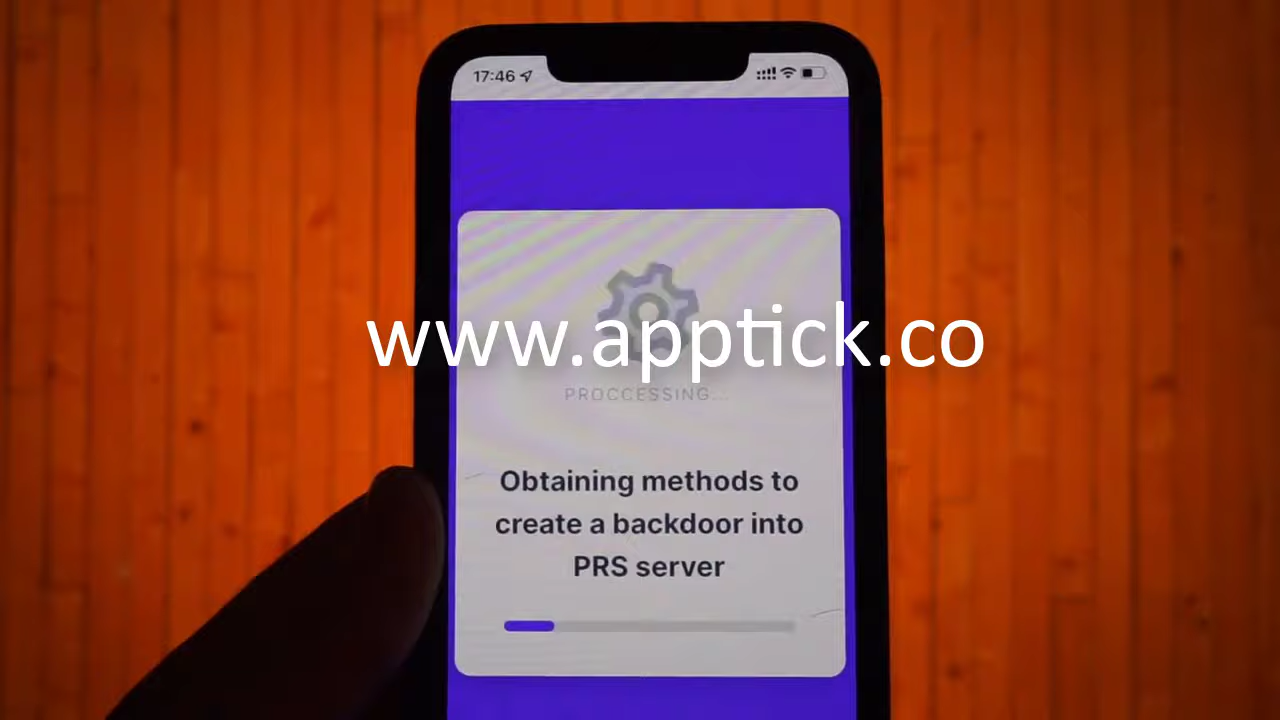 17:46
www.apptick.co
PROCCESSING...
Obtaining methods to
create a backdoor into
PRS server